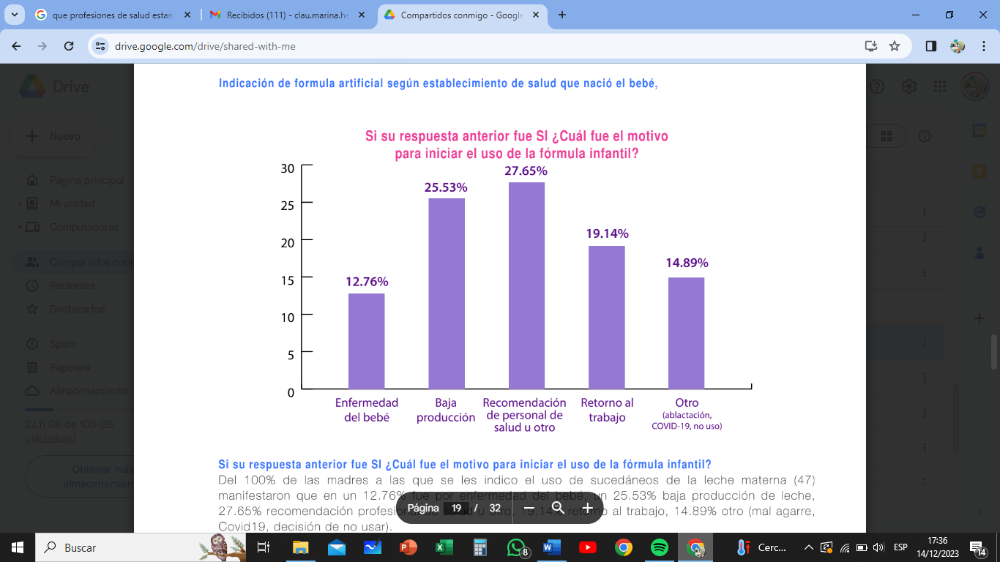 que profesiones de salud estan
Recibidos (111) - clau.marina.he
Compartidos conmigo - Google
drive.google.com/drive/shared-with-me
Drive
Nuevo
Página principal
Mi unidad
Computadoras
Compartidos con
Recientes
Destacados
Spam
Papelera
Almacenamiento
22.11 GB de 100 GB
utilizado(s)
Obtener más
almacenamien
Indicación de formula artificial según establecimiento de salud que nació el bebé,
Si su respuesta anterior fue SI ¿Cuál fue el motivo
para iniciar el uso de la fórmula infantil?
30
25
20
15
10
5
0
12.76%
25.53%
27.65%
19.14%
14.89%
Enfermedad
del bebé
Baja
producción
Recomendación
de personal de
salud u otro
Retorno al
trabajo
Otro
(ablactación,
COVID-19, no uso)
Si su respuesta anterior fue SI ¿Cuál fue el motivo para iniciar el uso de la fórmula infantil?
Del 100% de las madres a las que se les indico el uso de sucedáneos de la leche materna (47)
manifestaron que en un 12.76% fue por enfermedad del bebé, un 25.53% baja producción de leche,
27.65% recomendación profesional de salud u otro, 19.14% retorno al trabajo, 14.89% otro (mal agarre,
Covid19, decisión de no usar).
Página 19 / 32
Buscar
8
Cerc...
ESP
17:36
14/12/2023
14